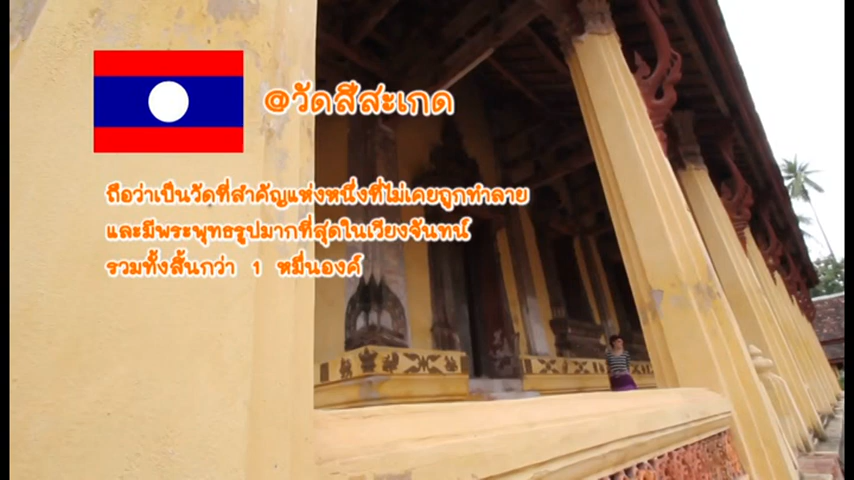 @วัดสีสะเกด
ถือว่าเป็นวัดที่สำคัญแห่งหนึ่งที่ไม่เคยถูกทำลาย
และมีพระพุทธรูปมากที่สุดในเวียงจันทน์
รวมทั้งสิ้นกว่า 1 หมื่นองค์